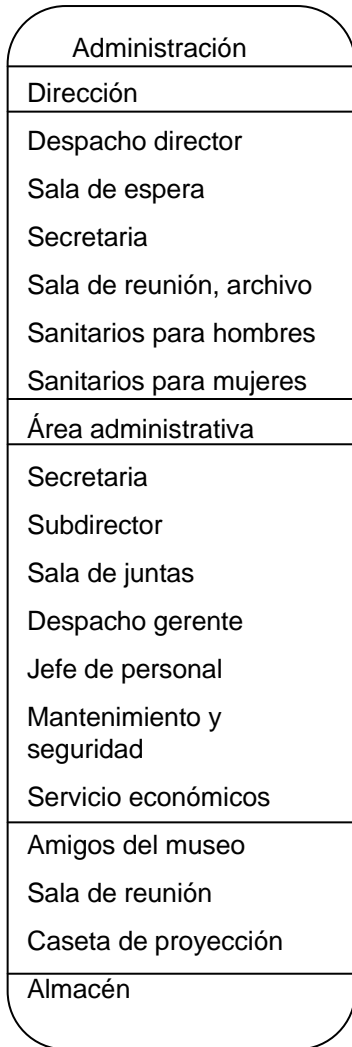 Administración
Dirección
Despacho director
Sala de espera
Secretaria
Sala de reunión, archivo
Sanitarios para hombres
Sanitarios para mujeres
Área administrativa
Secretaria
Subdirector
Sala de juntas
Despacho gerente
Jefe de personal
Mantenimiento y
seguridad
Servicio económicos
Amigos del museo
Sala de reunión
Caseta de proyección
Almacén